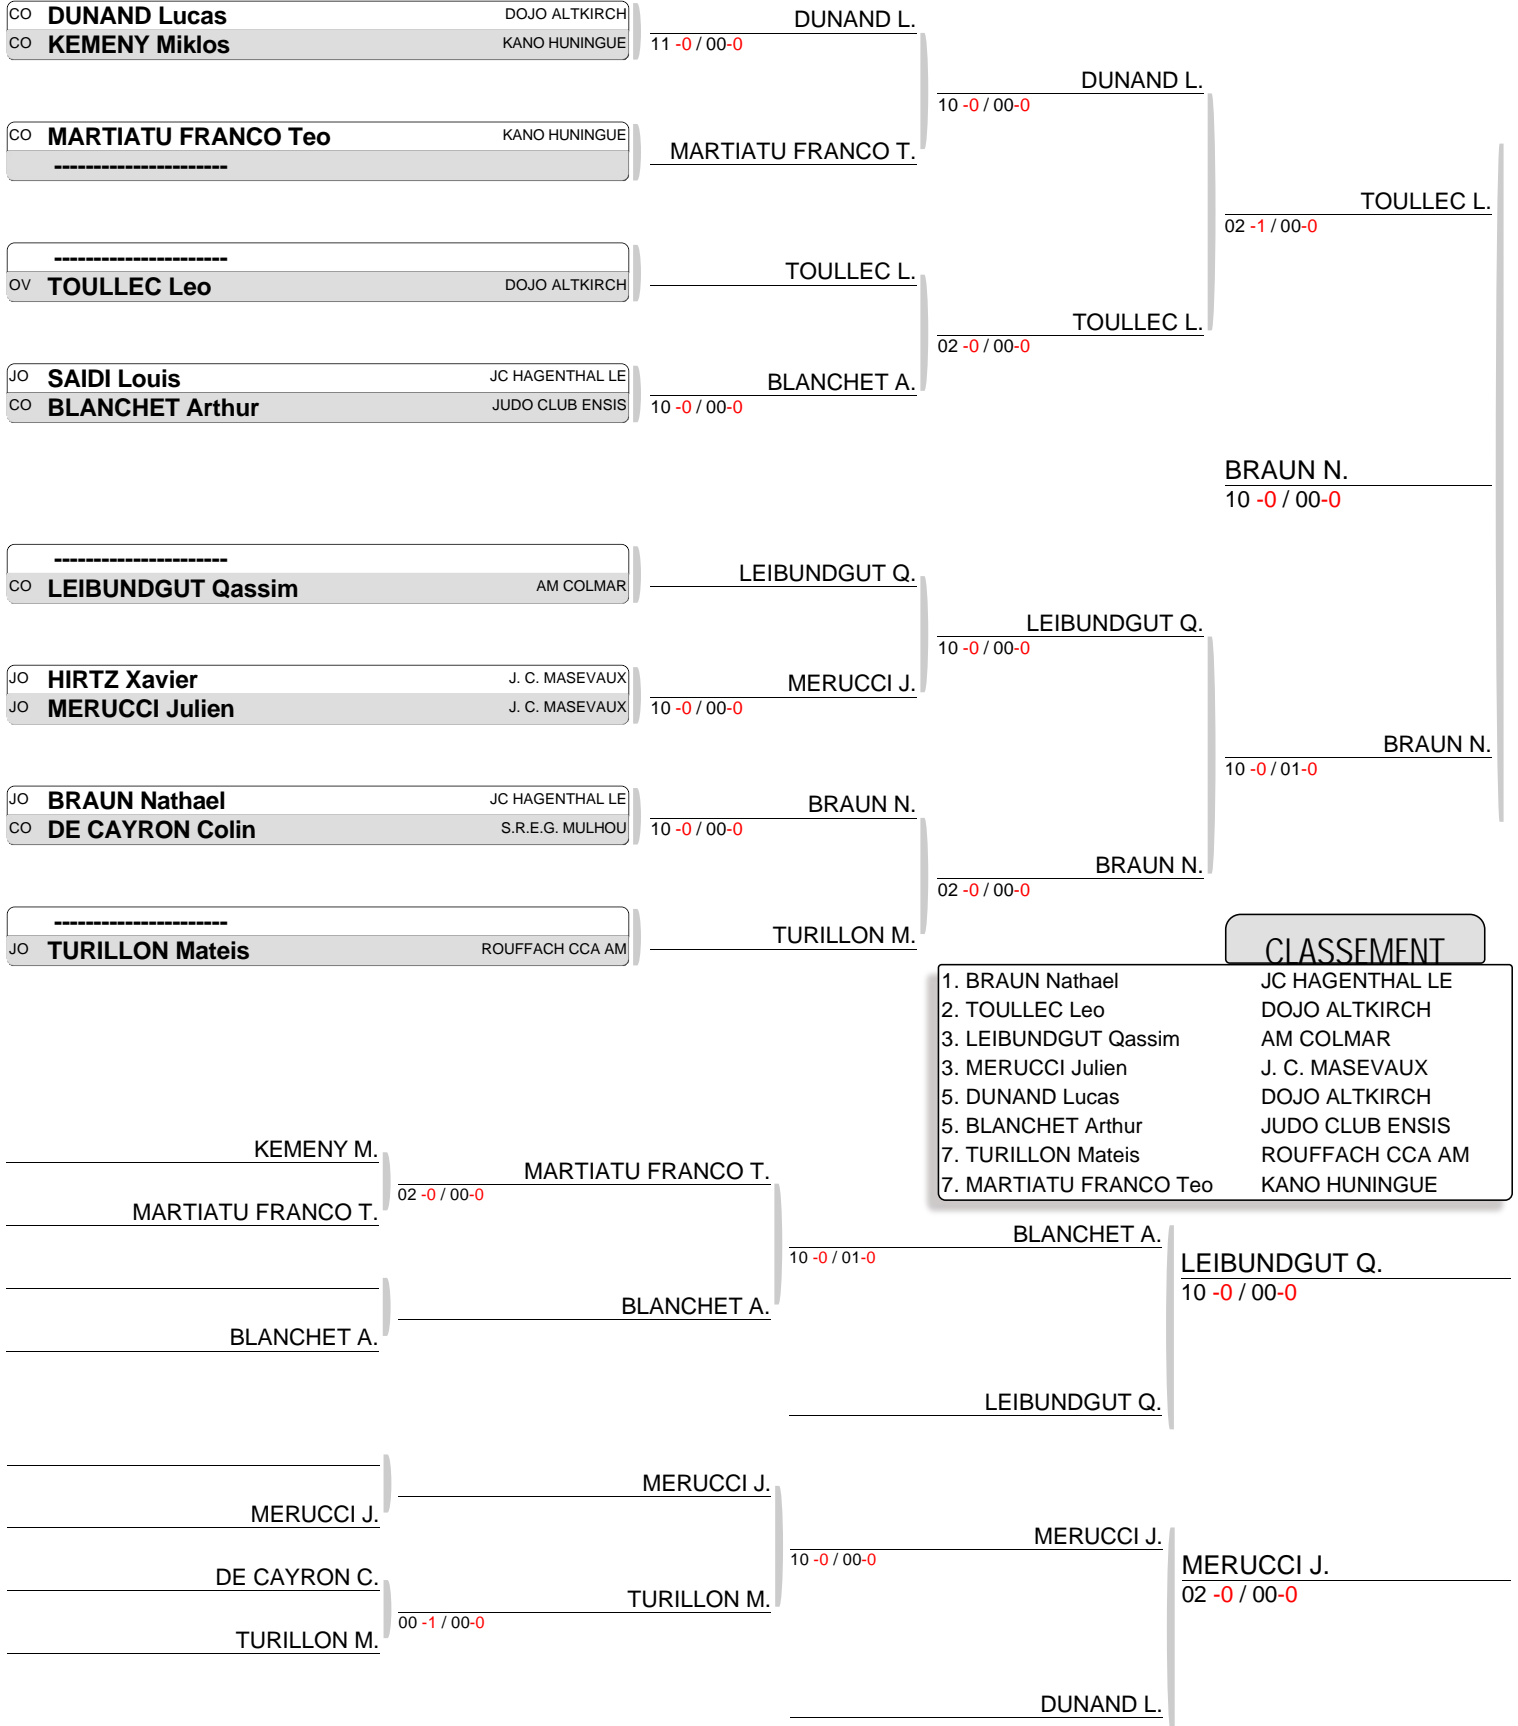 CO DUNAND Lucas DOJO ALTKIRCH
CO KEMENY Miklos KANO HUNINGUE
CO MARTIATU FRANCO Teo KANO HUNINGUE
----------------------
----------------------
OV TOULLEC Leo DOJO ALTKIRCH
JO SAIDI Louis JC HAGENTHAL LE
CO BLANCHET Arthur JUDO CLUB ENSIS
----------------------
CO LEIBUNDGUT Qassim AM COLMAR
JO HIRTZ Xavier J. C. MASEVAUX
JO MERUCCI Julien J. C. MASEVAUX
JO BRAUN Nathael JC HAGENTHAL LE
CO DE CAYRON Colin S.R.E.G. MULHOU
----------------------
JO TURILLON Mateis ROUFFACH CCA AM
DUNAND L.
11 -0 / 00-0
MARTIATU FRANCO T.
TOULLEC L.
BLANCHET A.
10 -0 / 00-0
LEIBUNDGUT Q.
MERUCCI J.
10 -0 / 00-0
BRAUN N.
10 -0 / 00-0
TURILLON M.
DUNAND L.
10 -0 / 00-0
TOULLEC L.
02 -0 / 00-0
LEIBUNDGUT Q.
10 -0 / 00-0
BRAUN N.
02 -0 / 00-0
TOULLEC L.
02 -1 / 00-0
BRAUN N.
10 -0 / 00-0
BRAUN N.
10 -0 / 01-0
CLASSEMENT
1. BRAUN Nathael JC HAGENTHAL LE
2. TOULLEC Leo DOJO ALTKIRCH
3. LEIBUNDGUT Qassim AM COLMAR
3. MERUCCI Julien J. C. MASEVAUX
5. DUNAND Lucas DOJO ALTKIRCH
5. BLANCHET Arthur JUDO CLUB ENSIS
7. TURILLON Mateis ROUFFACH CCA AM
7. MARTIATU FRANCO Teo KANO HUNINGUE
KEMENY M.
MARTIATU FRANCO T.
BLANCHET A.
MERUCCI J.
DE CAYRON C.
TURILLON M.
MARTIATU FRANCO T.
02 -0 / 00-0
BLANCHET A.
MERUCCI J.
TURILLON M.
00 -1 / 00-0
BLANCHET A.
10 -0 / 01-0
LEIBUNDGUT Q.
MERUCCI J.
10 -0 / 00-0
DUNAND L.
LEIBUNDGUT Q.
10 -0 / 00-0
MERUCCI J.
02 -0 / 00-0